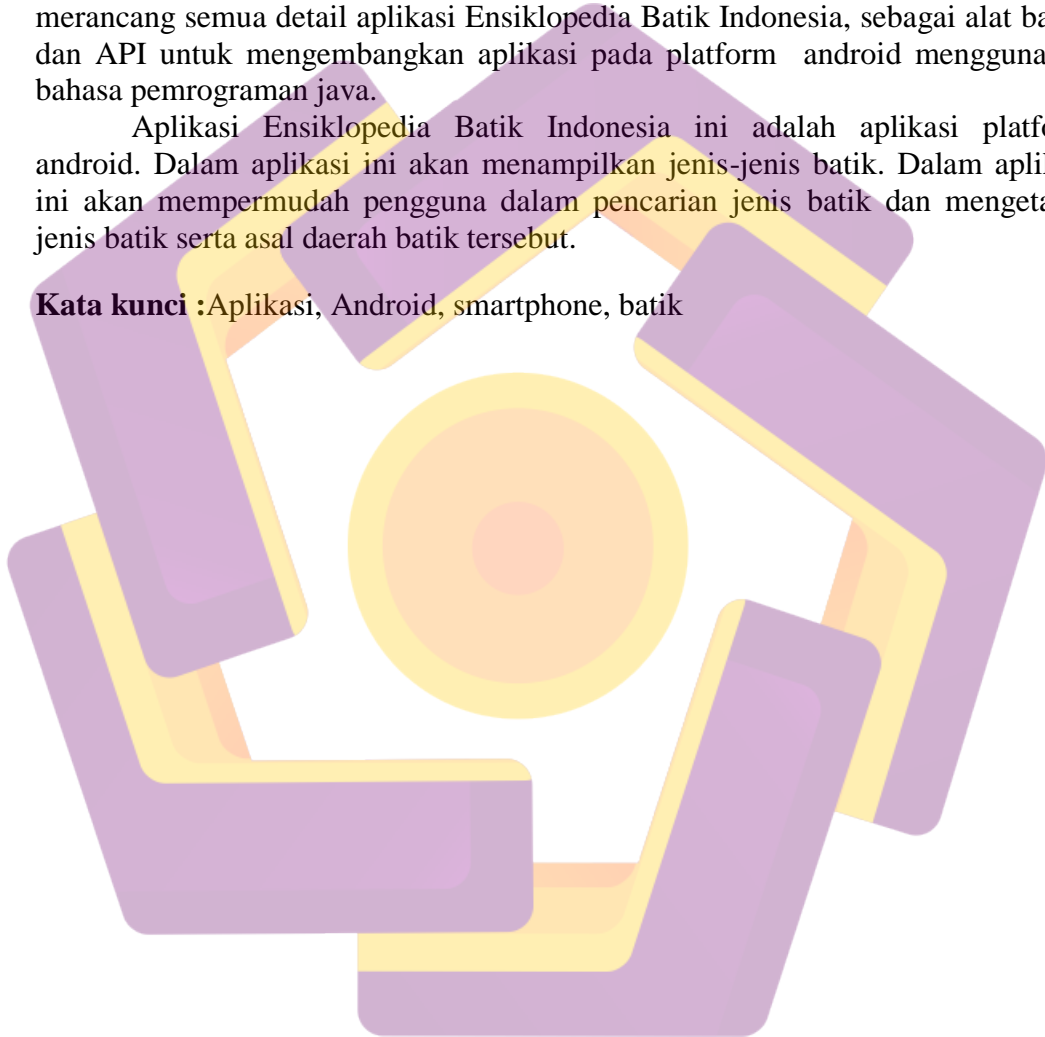 merancang semua detail aplikasi Ensiklopedia Batik Indonesia, sebagai alat ba
dan API untuk mengembangkan aplikasi pada platform android mengguna
bahasa pemrograman java.
Aplikasi Ensiklopedia Batik Indonesia ini adalah aplikasi platfo
android. Dalam aplikasi ini akan menampilkan jenis-jenis batik. Dalam aplik
ini akan mempermudah pengguna dalam pencarian jenis batik dan mengeta
jenis batik serta asal daerah batik tersebut.
Kata kunci :Aplikasi, Android, smartphone, batik